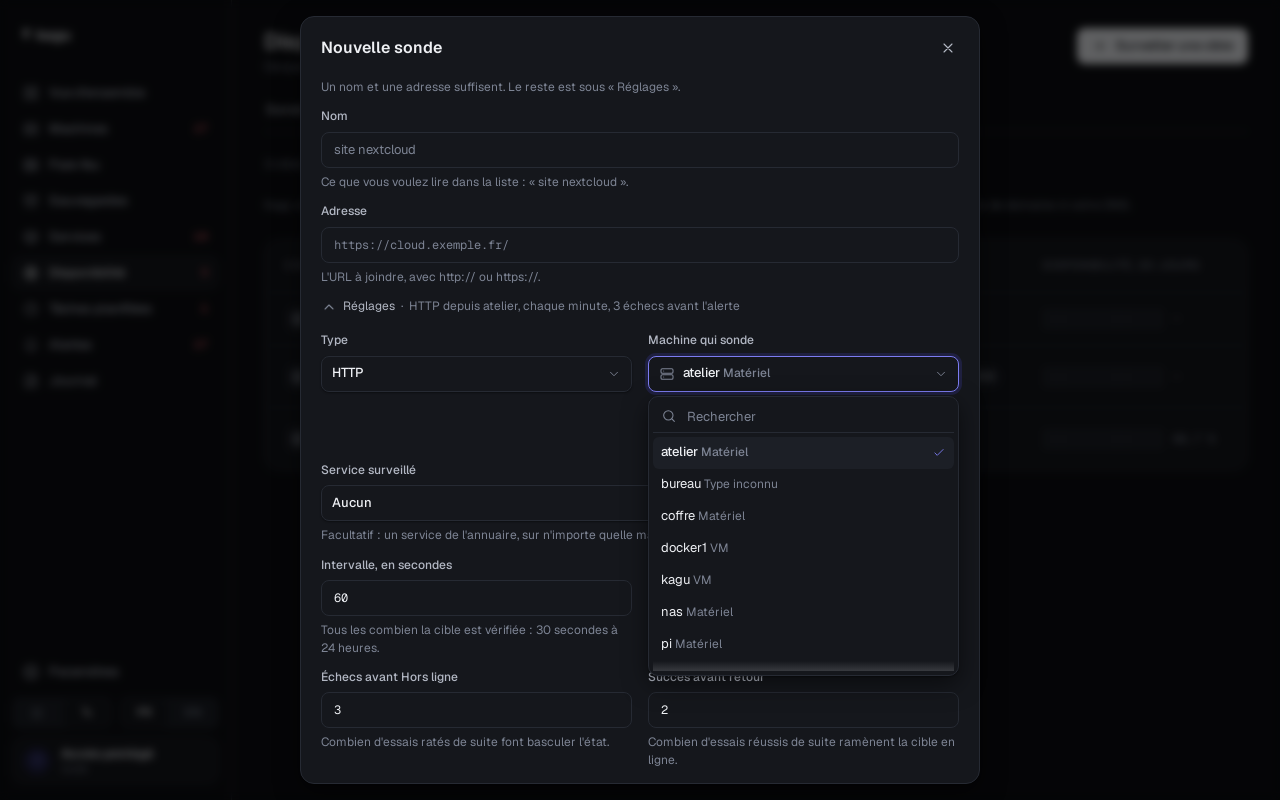 Nouvelle sonde
Un nom et une adresse suffisent. Le reste est sous « Réglages ».
Nom
site nextcloud
Ce que vous voulez lire dans la liste : « site nextcloud ».
Adresse
https://cloud.exemple.fr/
L'URL à joindre, avec http:// ou https://.
Réglages · HTTP depuis atelier, chaque minute, 3 échecs avant l'alerte
Type
Machine qui sonde
HTTP
atelier Matériel
Rechercher
atelier Matériel
bureau Type inconnu
coffre Matériel
docker1 VM
kagu VM
nas Matériel
pi Matériel
Service surveillé
Aucun
Facultatif : un service de l'annuaire, sur n'importe quelle
Intervalle, en secondes
60
Tous les combien la cible est vérifiée : 30 secondes à
24 heures.
Échecs avant Hors ligne
Succès avant retour
3
2
Combien d'essais ratés de suite font basculer l'état.
Combien d'essais réussis de suite ramènent la cible en
ligne.